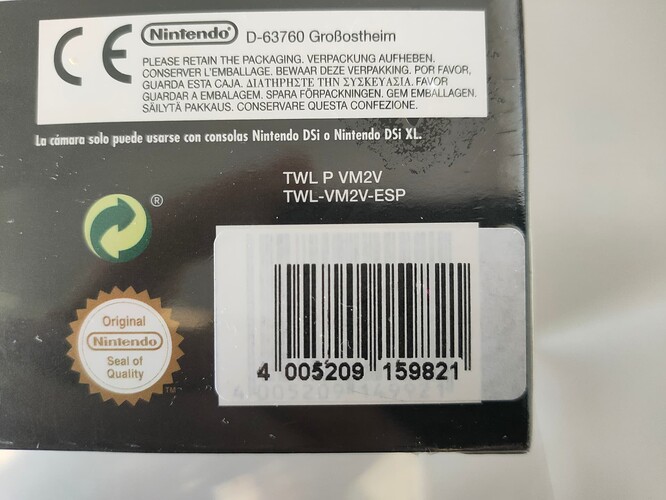 CE
Nintendo D-63760 Großostheim
PLEASE RETAIN THE PACKAGING. VERPACKUNG AUFHEBEN.
CONSERVER L'EMBALLAGE. BEWAAR DEZE VERPAKKING. POR FAVOR,
GUARDA ESTA CAJA. ΔΙΑΤΗΡΗΣΤΕ ΤΗΝ ΣΥΣΚΕΥΑΣΙΑ. FAVOR
GUARDAR A EMBALAGEM. SPARA FÖRPACKNINGEN. GEM EMBALLAGEN.
SÄILYTÄ PAKKAUS. CONSERVARE QUESTA CONFEZIONE.
La cámara solo puede usarse con consolas Nintendo DSi o Nintendo DSi XL.
TWL P VM2V
TWL-VM2V-ESP
®
Original
Nintendo
Seal of
Quality
TM
4 005209 159821